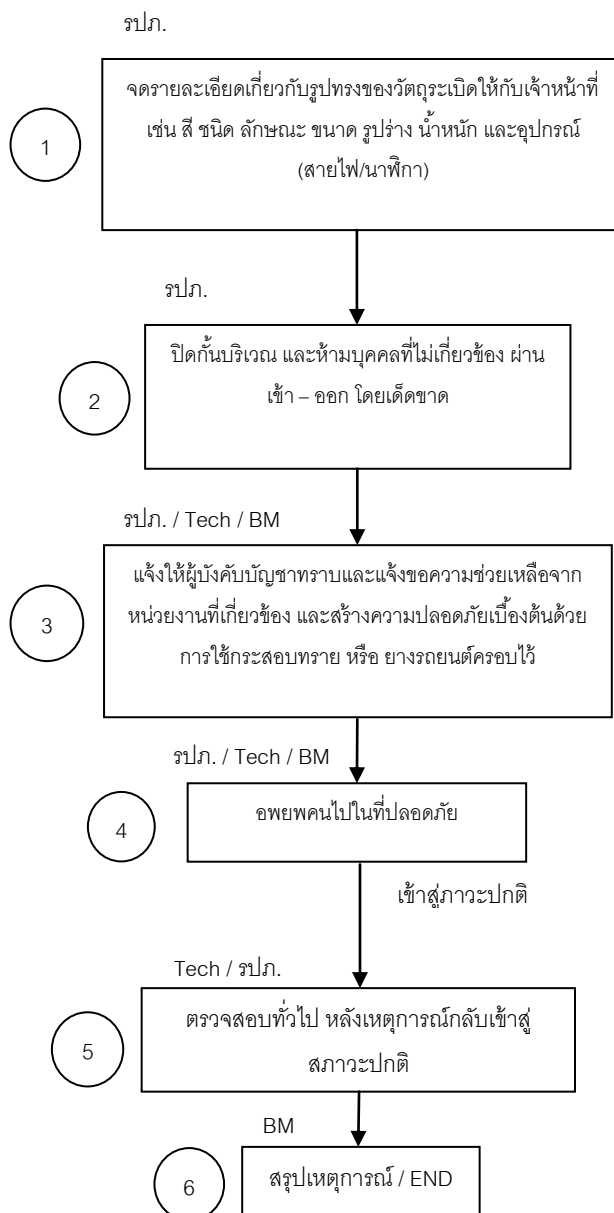 รปภ.
จดรายละเอียดเกี่ยวกับรูปทรงของวัตถุระเบิดให้กับเจ้าหน้าที่
เช่น สี ชนิด ลักษณะ ขนาด รูปร่าง น้ำหนัก และอุปกรณ์
(สายไฟ/นาฬิกา)
1
รปภ.
ปิดกั้นบริเวณ และห้ามบุคคลที่ไม่เกี่ยวข้อง ผ่าน
เข้า – ออก โดยเด็ดขาด
2
รปภ. / Tech / BM
แจ้งให้ผู้บังคับบัญชาทราบและแจ้งขอความช่วยเหลือจาก
หน่วยงานที่เกี่ยวข้อง และสร้างความปลอดภัยเบื้องต้นด้วย
การใช้กระสอบทราย หรือ ยางรถยนต์ครอบไว้
3
รปภ. / Tech / BM
อพยพคนไปในที่ปลอดภัย
4
เข้าสู่ภาวะปกติ
Tech / รปภ.
ตรวจสอบทั่วไป หลังเหตุการณ์กลับเข้าสู่
สภาวะปกติ
5
BM
สรุปเหตุการณ์ / END
6